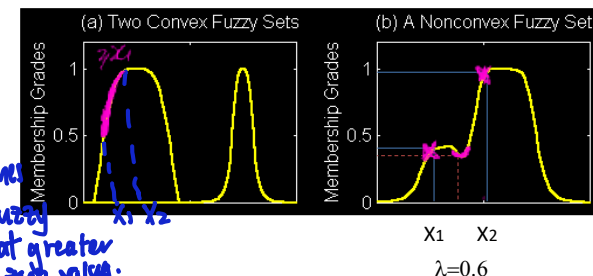 (a) Two Convex Fuzzy Sets
(b) A Nonconvex Fuzzy Set
Membership Grades
1
0.5
0
Membership Grades
1
0.5
0
fuzzy
at greater
X1 X2
X1 X2
λ=0.6